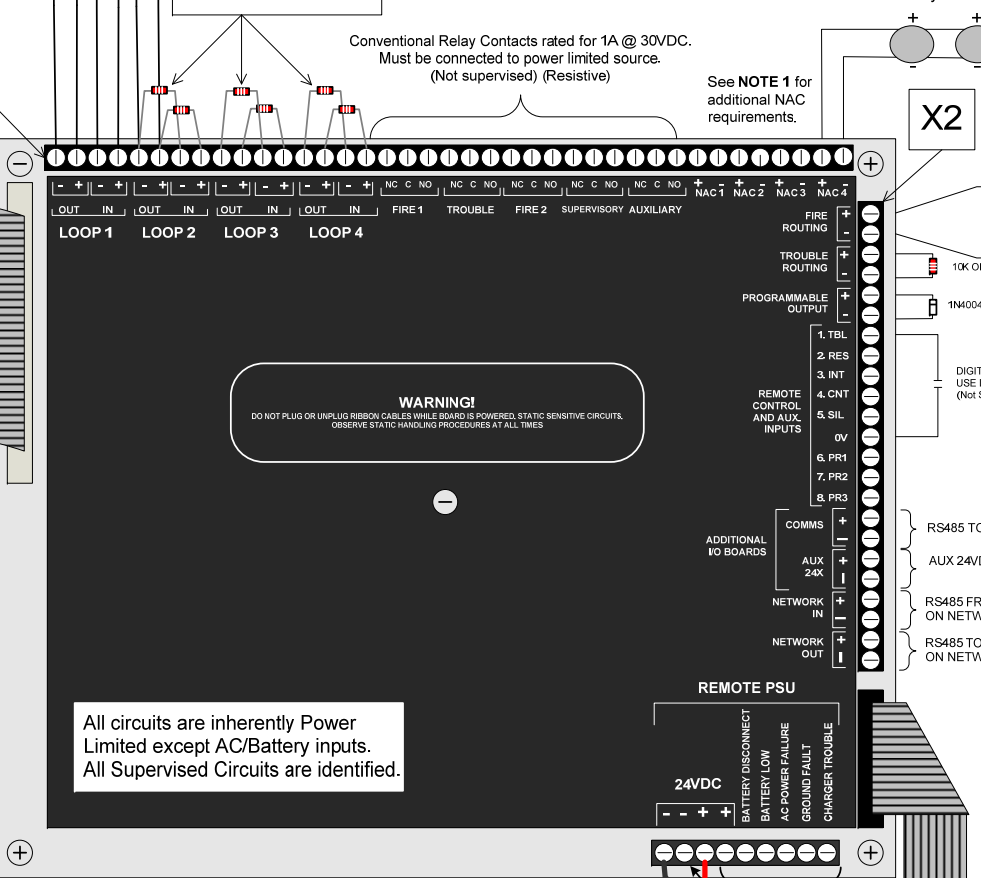 Conventional Relay Contacts rated for 1A @ 30VDC.
Must be connected to power limited source.
(Not supervised) (Resistive)
See NOTE 1 for
additional NAC
requirements.
X2
+ +
- -
- + - + - + - + - + - + - + - +
NC C NO NC C NO NC C NO NC C NO NC C NO
+ - + - + - + -
NAC 1 NAC 2 NAC 3 NAC 4
OUT IN OUT IN OUT IN OUT IN
FIRE 1 TROUBLE FIRE 2 SUPERVISORY AUXILIARY
LOOP 1 LOOP 2 LOOP 3 LOOP 4
FIRE +
ROUTING -
TROUBLE +
ROUTING -
10K
PROGRAMMABLE +
OUTPUT -
1N4004
1. TBL
2. RES
3. INT
4. CNT
5. SIL
0V
6. PR1
7. PR2
8. PR3
REMOTE
CONTROL
AND AUX.
INPUTS
USE
(Not
WARNING!
DO NOT PLUG OR UNPLUG RIBBON CABLES WHILE BOARD IS POWERED. STATIC SENSITIVE CIRCUITS.
OBSERVE STATIC HANDLING PROCEDURES AT ALL TIMES
ADDITIONAL
I/O BOARDS
COMMS + -
RS485 TO
AUX + -
24X
AUX 24VD
NETWORK + -
IN
RS485 FR
ON NETW
NETWORK + -
OUT
RS485 TO
ON NETW
REMOTE PSU
24VDC
- - + +
BATTERY DISCONNECT
BATTERY LOW
AC POWER FAILURE
GROUND FAULT
CHARGER TROUBLE
All circuits are inherently Power
Limited except AC/Battery inputs.
All Supervised Circuits are identified.